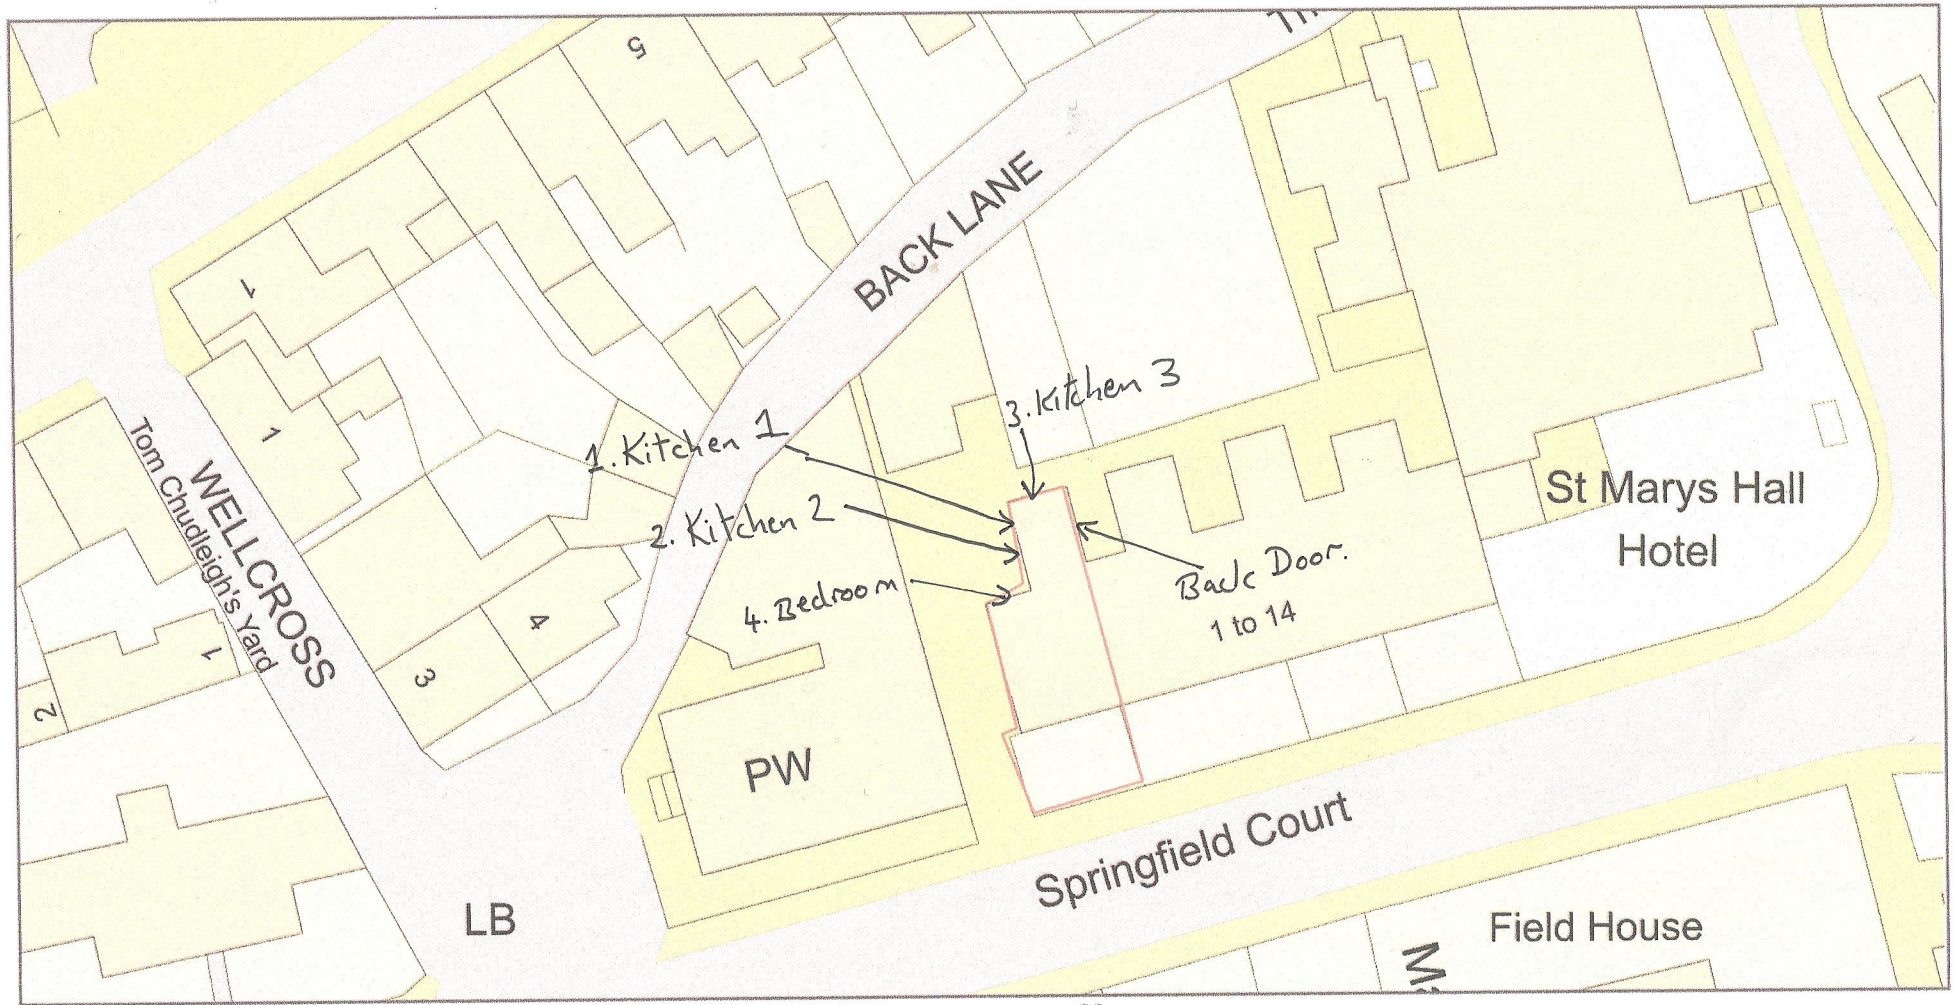 5
1
BACK LANE
1
3. Kitchen 3
1. Kitchen 1
WELLCROSS
Tom Chudleigh's Yard
St Marys Hall
Hotel
2. Kitchen 2
Back Door.
4. Bedroom
1 to 14
4
1
3
2
PW
Springfield Court
LB
Field House